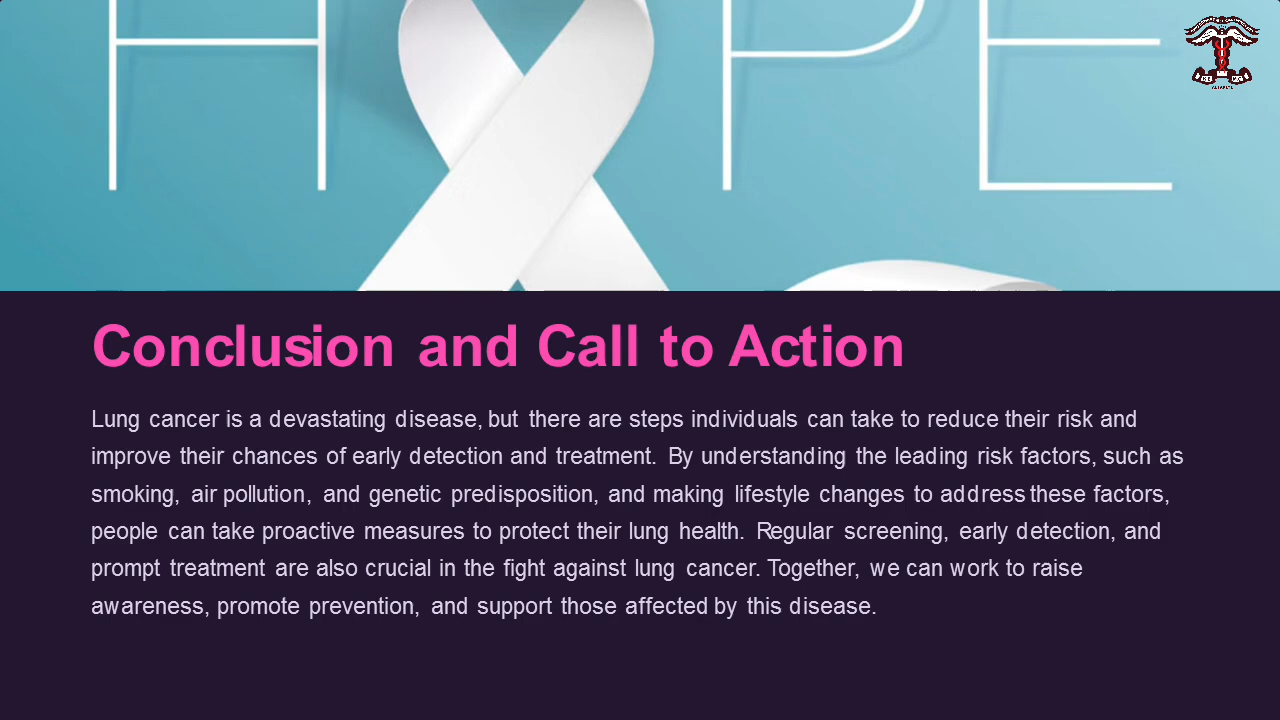 HOPE
Conclusion and Call to Action
Lung cancer is a devastating disease, but there are steps individuals can take to reduce their risk and
improve their chances of early detection and treatment. By understanding the leading risk factors, such as
smoking, air pollution, and genetic predisposition, and making lifestyle changes to address these factors,
people can take proactive measures to protect their lung health. Regular screening, early detection, and
prompt treatment are also crucial in the fight against lung cancer. Together, we can work to raise
awareness, promote prevention, and support those affected by this disease.